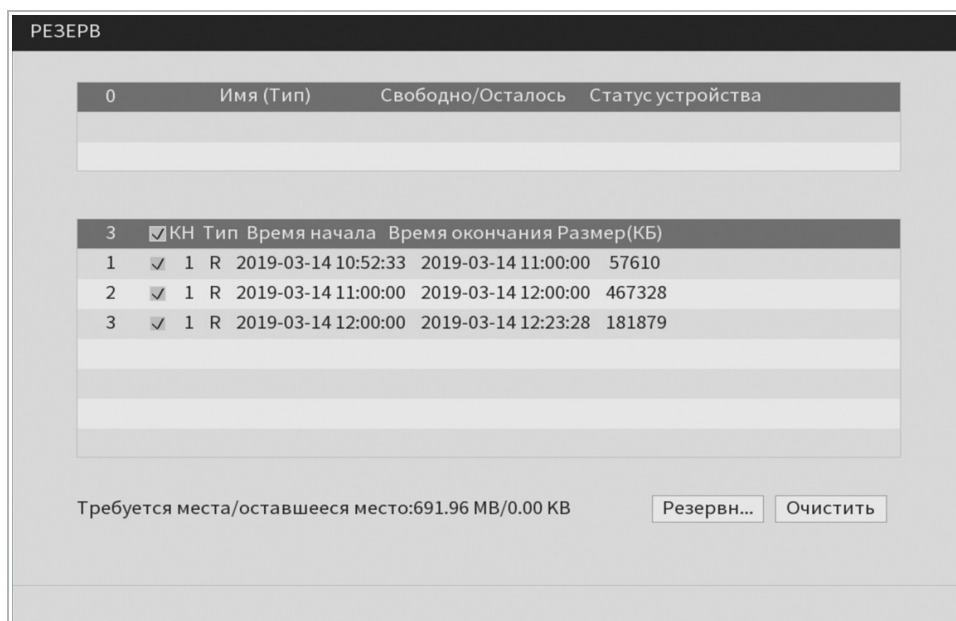 РЕЗЕРВ
0 Имя (Тип) Свободно/Осталось Статус устройства
3 КН Тип Время начала Время окончания Размер(КБ)
1 1 R 2019-03-14 10:52:33 2019-03-14 11:00:00 57610
2 1 R 2019-03-14 11:00:00 2019-03-14 12:00:00 467328
3 1 R 2019-03-14 12:00:00 2019-03-14 12:23:28 181879
Требуется места/оставшееся место:691.96 MB/0.00 KB Резервн... Очистить